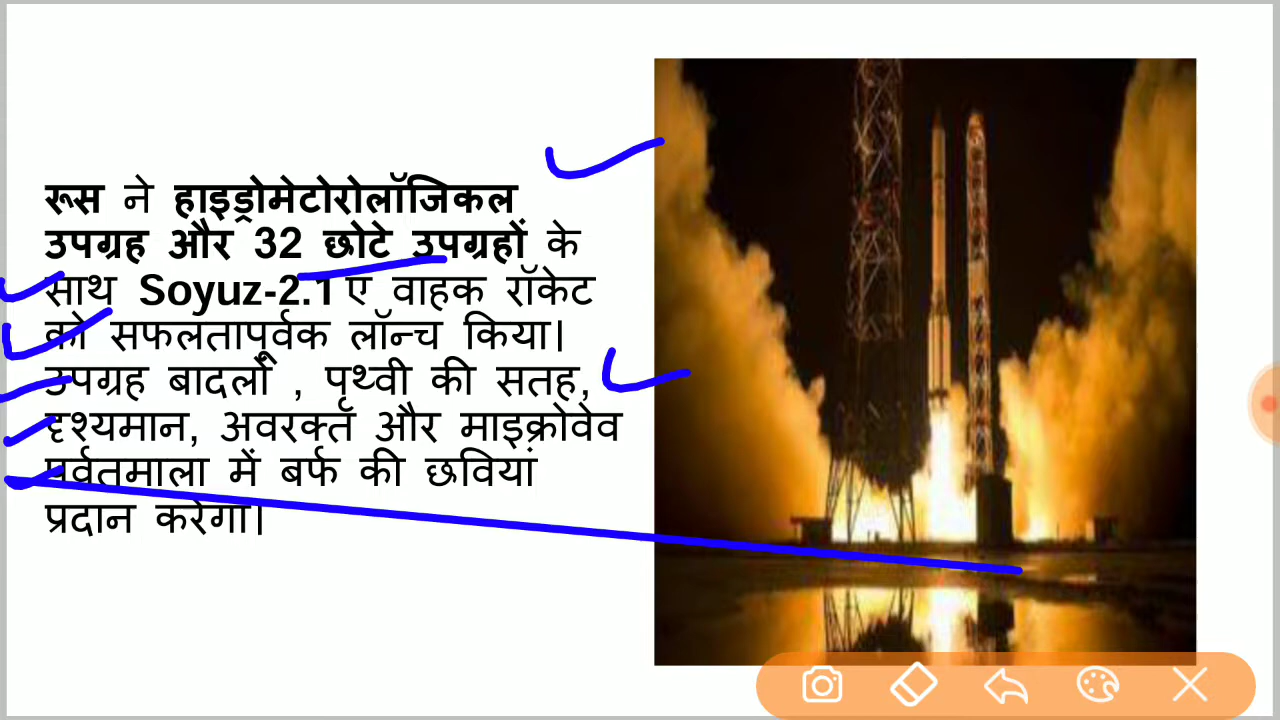 रूस ने हाइड्रोमेटोरोलॉजिकल
उपग्रह और 32 छोटे उपग्रहों के
साथ Soyuz-2.1 ए वाहक रॉकेट
को सफलतापूर्वक लॉन्च किया।
उपग्रह बादलों , पृथ्वी की सतह,
दृश्यमान, अवरक्त और माइक्रोवेव
पर्वतमाला में बर्फ की छवियां
प्रदान करेगा।